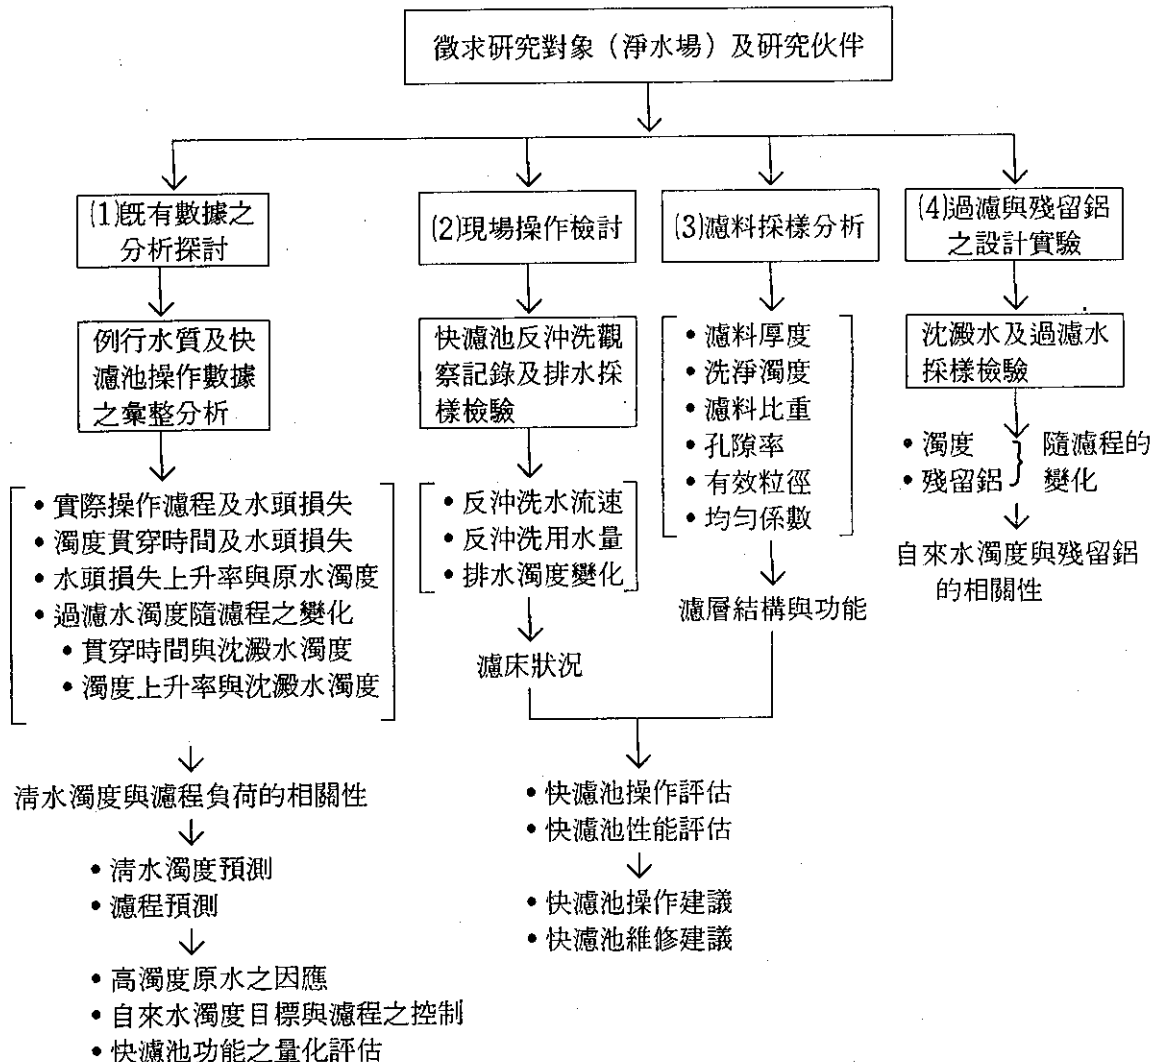 徵求研究對象（淨水場）及研究伙伴
(1)既有數據之
分析探討
例行水質及快
濾池操作數據
之彙整分析
• 實際操作濾程及水頭損失
• 濁度貫穿時間及水頭損失
• 水頭損失上升率與原水濁度
• 過濾水濁度隨濾程之變化
• 貫穿時間與沈澱水濁度
• 濁度上升率與沈澱水濁度
清水濁度與濾程負荷的相關性
• 清水濁度預測
• 濾程預測
• 高濁度原水之因應
• 自來水濁度目標與濾程之控制
• 快濾池功能之量化評估
(2)現場操作檢討
快濾池反沖洗觀
察記錄及排水採
樣檢驗
• 反沖洗水流速
• 反沖洗用水量
• 排水濁度變化
濾床狀況
(3)濾料採樣分析
• 濾料厚度
• 洗淨濁度
• 濾料比重
• 孔隙率
• 有效粒徑
• 均勻係數
濾層結構與功能
• 快濾池操作評估
• 快濾池性能評估
• 快濾池操作建議
• 快濾池維修建議
(4)過濾與殘留鋁
之設計實驗
沈澱水及過濾水
採樣檢驗
• 濁度
• 殘留鋁
隨濾程的
變化
自來水濁度與殘留鋁
的相關性